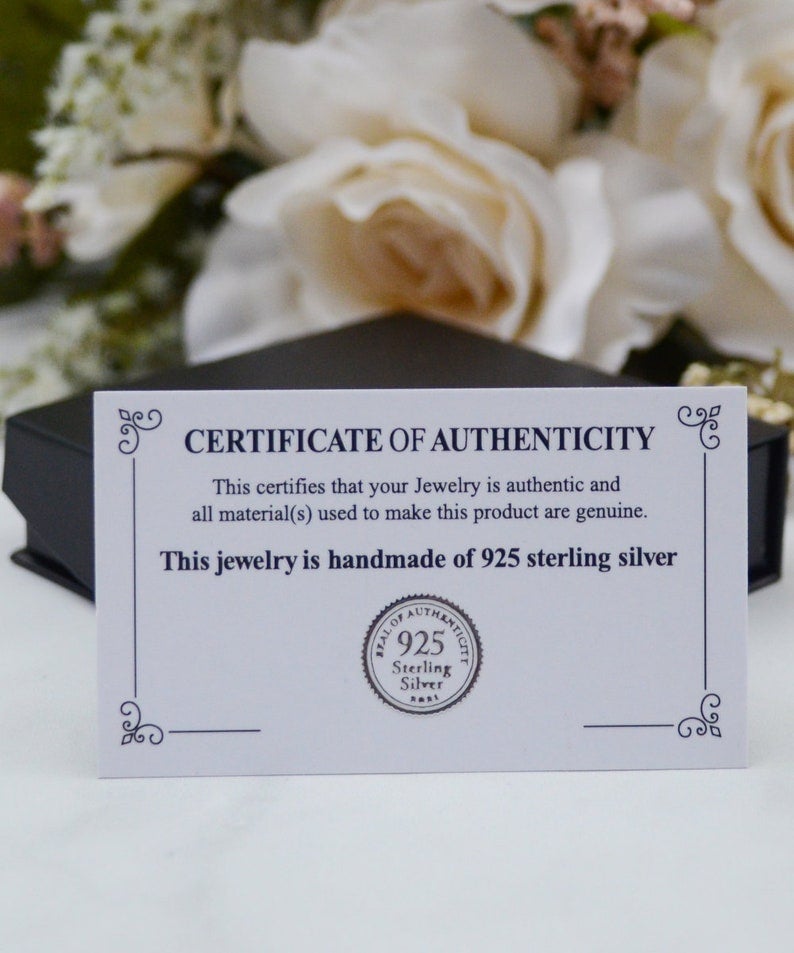 CERTIFICATE OF AUTHENTICITY
This certifies that your Jewelry is authentic and
all material(s) used to make this product are genuine.
This jewelry is handmade of 925 sterling silver
SEAL OF AUTHENTICITY
925
Sterling
Silver